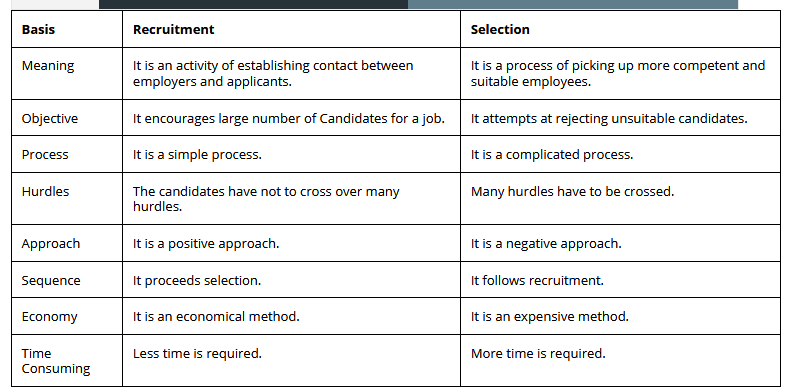 Basis Recruitment Selection
Meaning It is an activity of establishing contact between It is a process of picking up more competent and
employers and applicants. suitable employees.
Objective It encourages large number of Candidates for a job. It attempts at rejecting unsuitable candidates.
Process It is a simple process. It is a complicated process.
Hurdles The candidates have not to cross over many Many hurdles have to be crossed.
hurdles.
Approach It is a positive approach. It is a negative approach.
Sequence It proceeds selection. It follows recruitment.
Economy It is an economical method. It is an expensive method.
Time Less time is required. More time is required.
Consuming